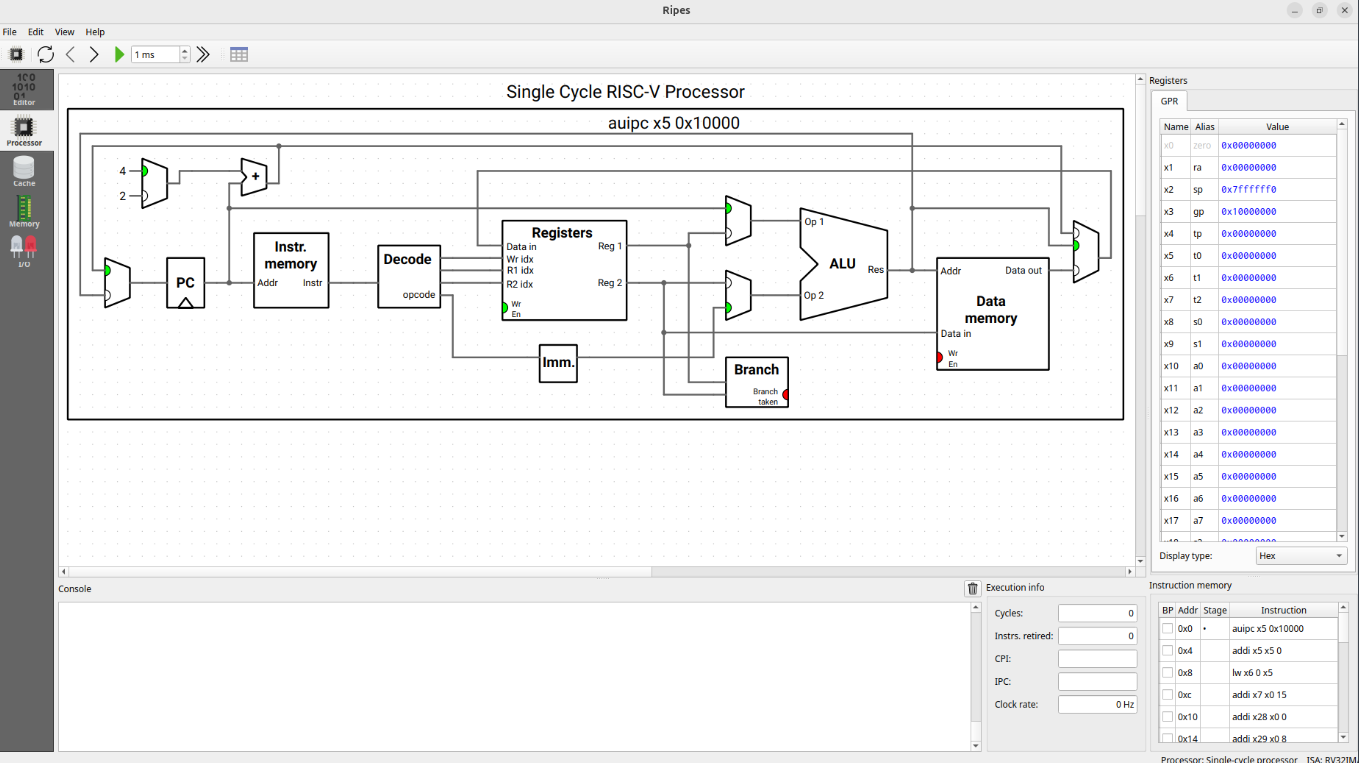 Ripes
File Edit View Help
1 ms
Editor
Processor
Cache
Memory
I/O
Single Cycle RISC-V Processor
auipc x5 0x10000
4
2
+
PC
Instr. memory
Addr Instr
Decode
opcode
Registers
Data in
Wr idx
R1 idx
R2 idx
Wr
En
Reg 1
Reg 2
Imm.
Op 1
Op 2
ALU
Res
Branch
Branch
taken
Addr Data out
Data
memory
Data in
Wr
En
Registers
GPR
Name Alias Value
x0 zero 0x00000000
x1 ra 0x00000000
x2 sp 0x7ffffff0
x3 gp 0x10000000
x4 tp 0x00000000
x5 t0 0x00000000
x6 t1 0x00000000
x7 t2 0x00000000
x8 s0 0x00000000
x9 s1 0x00000000
x10 a0 0x00000000
x11 a1 0x00000000
x12 a2 0x00000000
x13 a3 0x00000000
x14 a4 0x00000000
x15 a5 0x00000000
x16 a6 0x00000000
x17 a7 0x00000000
Display type: Hex
Console
Execution info
Cycles: 0
Instrs. retired: 0
CPI:
IPC:
Clock rate: 0 Hz
Instruction memory
BP Addr Stage Instruction
0x0 • auipc x5 0x10000
0x4 addi x5 x5 0
0x8 lw x6 0 x5
0xc addi x7 x0 15
0x10 addi x28 x0 0
0x14 addi x29 x0 8
Processor: Single-cycle processor ISA: RV32IM